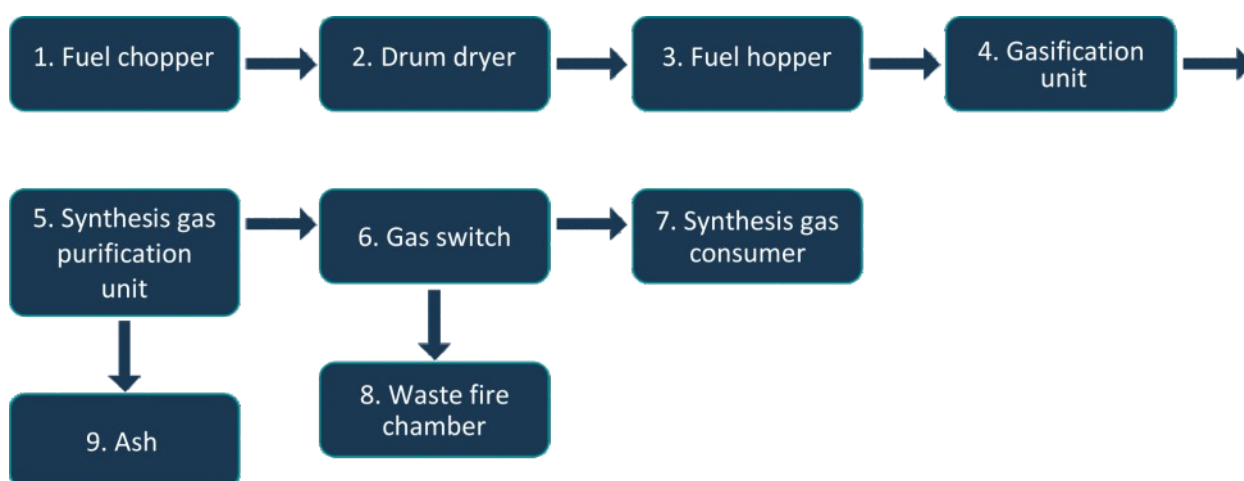 1. Fuel chopper
2. Drum dryer
3. Fuel hopper
4. Gasification
unit
5. Synthesis gas
purification
unit
6. Gas switch
7. Synthesis gas
consumer
8. Waste fire
chamber
9. Ash